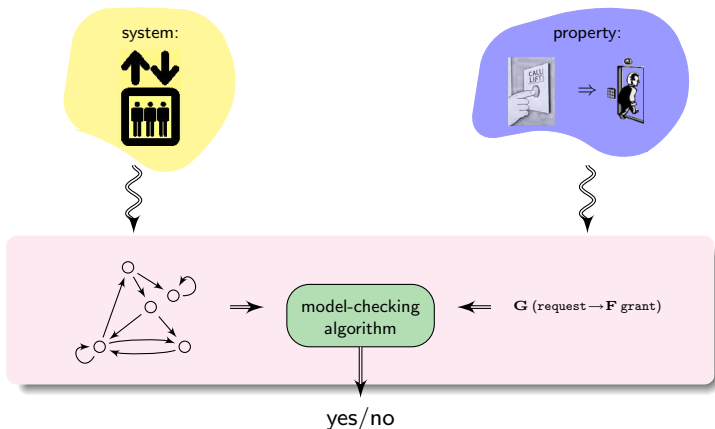 system:
property:
CALL
LIFT
⇒
model-checking
algorithm
G (request→F grant)
yes/no